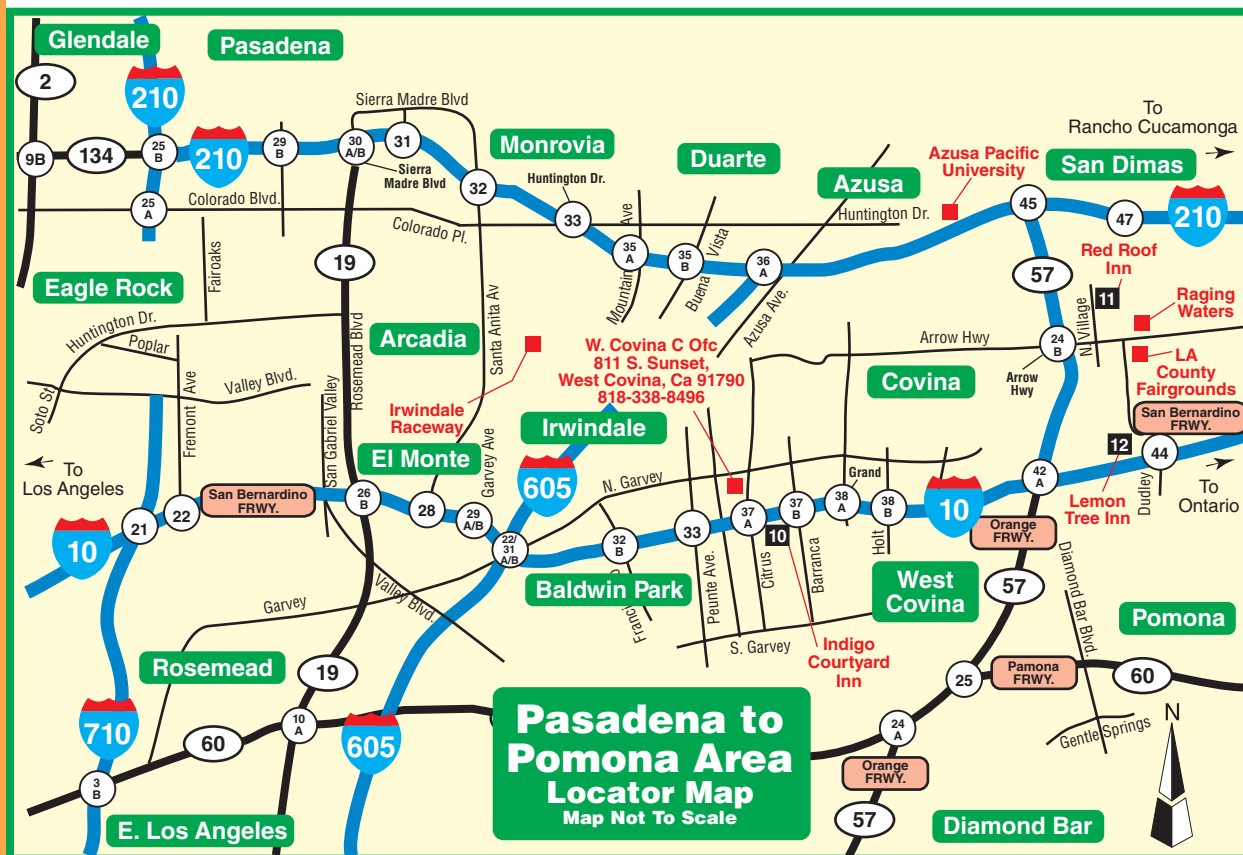 Glendale
Pasadena
2
210
Sierra Madre Blvd
To
Rancho Cucamonga
9B
134
25
B
210
29
B
30
A/B
31
Sierra
Madre Blvd
Monrovia
Duarte
Azusa Pacific
University
San Dimas
32
Huntington Dr.
Azusa
25
A
Colorado Blvd.
Colorado Pl.
33
Ave
Mountain
Huntington Dr.
45
47
210
Fairoaks
19
35
A
35
B
Buena
Vista
36
A
57
Red Roof
Inn
11
Eagle Rock
Santa Anita Av
Azusa Ave.
N. Village
Raging
Waters
Huntington Dr.
Poplar
Rosemead Blvd
Arcadia
W. Covina C Ofc
811 S. Sunset,
West Covina, Ca 91790
818-338-8496
Arrow Hwy
24
B
Arrow
Hwy
LA
County
Fairgrounds
Soto St.
Fremont
Ave
Valley Blvd.
San Gabriel Valley
Irwindale
Raceway
Irwindale
Covina
San Bernardino
FRWY.
To
Los Angeles
El Monte
Garvey Ave
605
N. Garvey
Grand
12
44
Dudley
To
Ontario
10
21
22
San Bernardino
FRWY.
26
B
28
29
A/B
22/
31
A/B
32
B
33
37
A
37
B
10
38
A
38
B
10
42
A
Lemon
Tree Inn
Orange
FRWY.
Holt
Citrus
Barranca
Peunte Ave.
Baldwin Park
West
Covina
57
Diamond Bar Blvd.
Garvey
Valley Blvd.
S. Garvey
Indigo
Courtyard
Inn
Pomona
Rosemead
19
25
Pamona
FRWY.
60
710
60
10
A
605
Pasadena to
Pomona Area
Locator Map
Map Not To Scale
24
A
Gentle Springs
N
3
B
Orange
FRWY.
57
E. Los Angeles
Diamond Bar